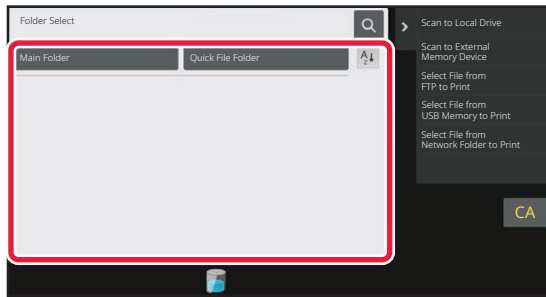 Folder Select
Main Folder
Quick File Folder
A
Z
Scan to Local Drive
Scan to External
Memory Device
Select File from
FTP to Print
Select File from
USB Memory to Print
Select File from
Network Folder to Print
CA